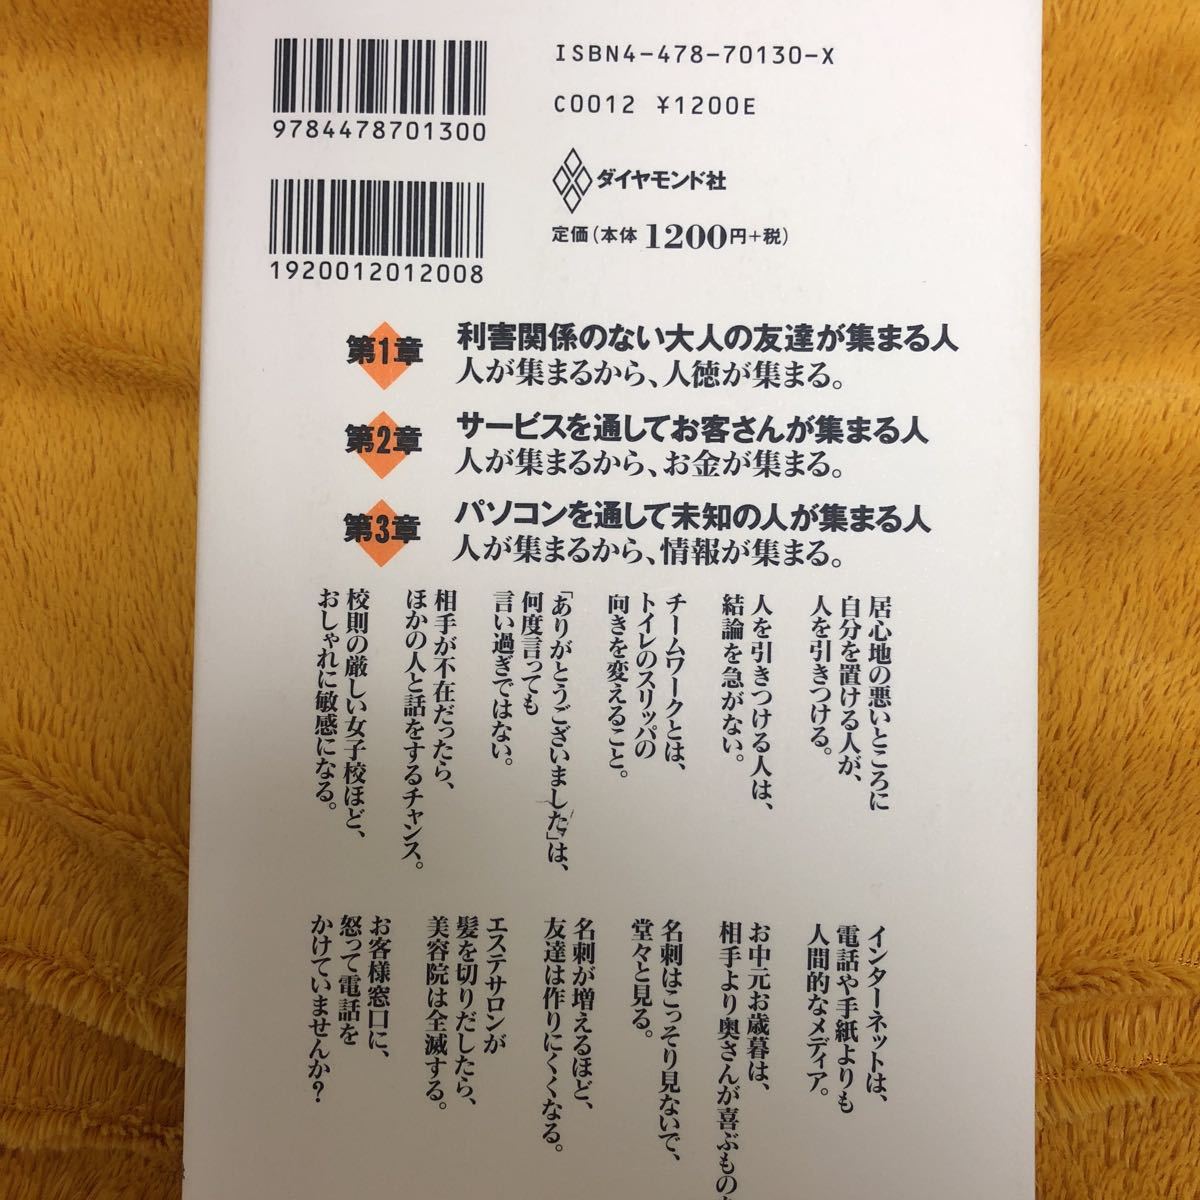 ISBN4-478-70130-X
C0012 ¥1200E
9784478701300
ダイヤモンド社
定価(本体1200円+税)
1920012012008
第1章
利害関係のない大人の友達が集まる人
人が集まるから、人徳が集まる。
第2章
サービスを通してお客さんが集まる人
人が集まるから、お金が集まる。
第3章
パソコンを通して未知の人が集まる人
人が集まるから、情報が集まる。
居心地の悪いところに
自分を置ける人が、
人を引きつける。
人を引きつける人は、
結論を急がない。
チームワークとは、
トイレのスリッパの
向きを変えること。
「ありがとうございました」は、
何度言っても
言い過ぎではない。
相手が不在だったら、
ほかの人と話をするチャンス。
校則の厳しい女子校ほど、
おしゃれに敏感になる。
インターネットは、
電話や手紙よりも
人間的なメディア。
お中元お歳暮は、
相手より奥さんが喜ぶもの
名刺はこっそり見ないで、
堂々と見る。
名刺が増えるほど、
友達は作りにくくなる。
エステサロンが
髪を切りだしたら、
美容院は全滅する。
お客様窓口に、
怒って電話を
かけていませんか?